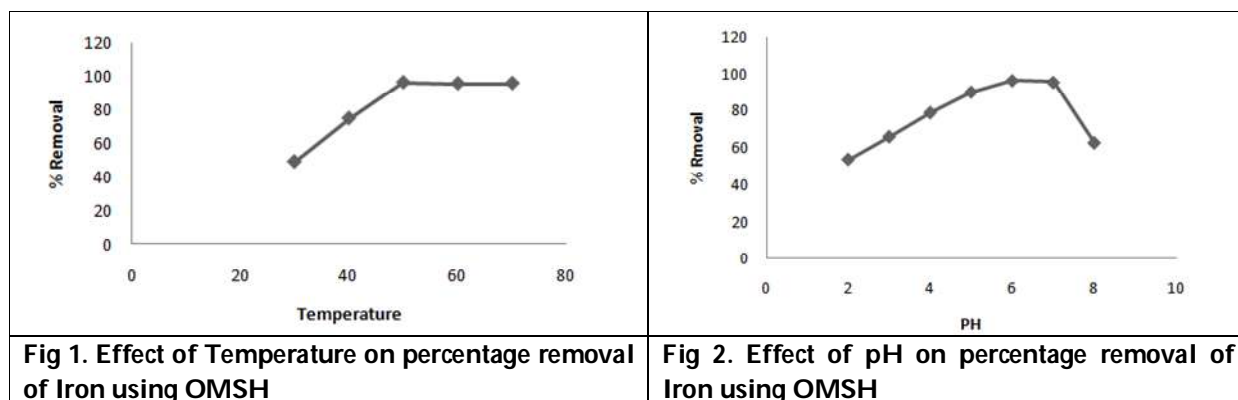 120
100
80
60
40
20
0
% Removal
0 20 40 60 80
Temperature
Fig 1. Effect of Temperature on percentage removal
of Iron using OMSH
120
100
80
60
40
20
0
% Rmoval
0 2 4 6 8 10
PH
Fig 2. Effect of pH on percentage removal of
Iron using OMSH